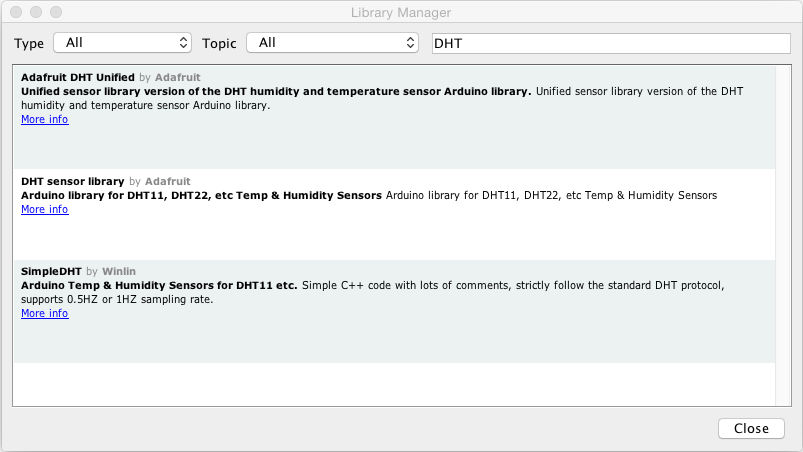 Library Manager
Type All Topic All DHT
Adafruit DHT Unified by Adafruit
Unified sensor library version of the DHT humidity and temperature sensor Arduino library. Unified sensor library version of the DHT
humidity and temperature sensor Arduino library.
More info
DHT sensor library by Adafruit
Arduino library for DHT11, DHT22, etc Temp & Humidity Sensors Arduino library for DHT11, DHT22, etc Temp & Humidity Sensors
More info
SimpleDHT by Winlin
Arduino Temp & Humidity Sensors for DHT11 etc. Simple C++ code with lots of comments, strictly follow the standard DHT protocol,
supports 0.5HZ or 1HZ sampling rate.
More info
Close